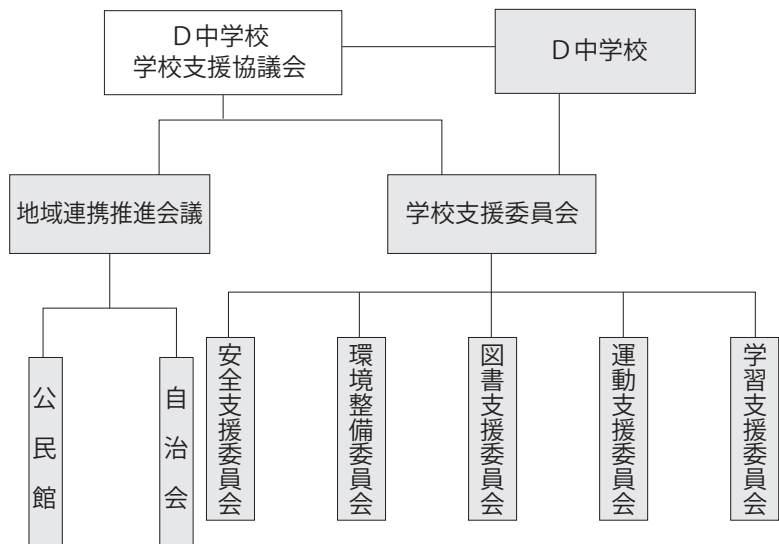 D中学校
学校支援協議会
D中学校
地域連携推進会議
学校支援委員会
公民館
自治会
安全支援委員会
環境整備委員会
図書支援委員会
運動支援委員会
学習支援委員会